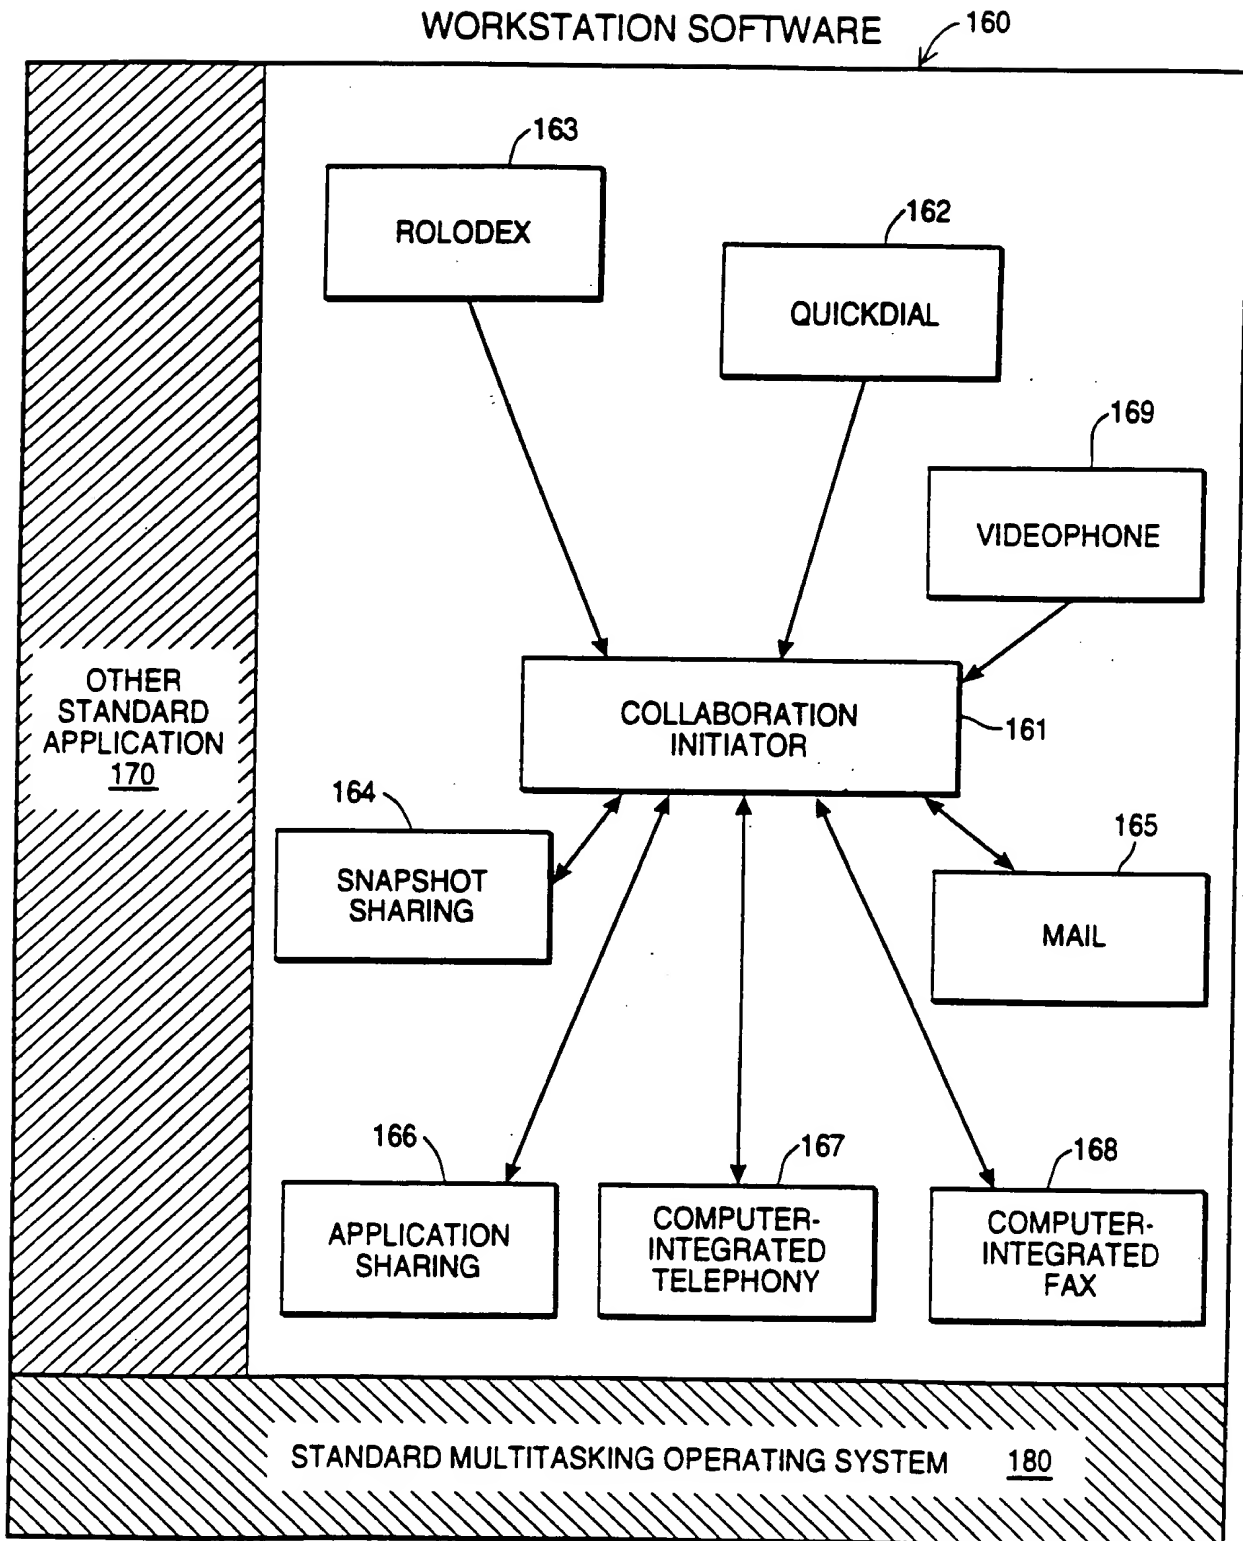 WORKSTATION SOFTWARE
160
163
ROLODEX
162
QUICKDIAL
169
VIDEOPHONE
COLLABORATION
INITIATOR
161
OTHER
STANDARD
APPLICATION
170
164
SNAPSHOT
SHARING
165
MAIL
166
APPLICATION
SHARING
167
COMPUTER-
INTEGRATED
TELEPHONY
168
COMPUTER-
INTEGRATED
FAX
STANDARD MULTITASKING OPERATING SYSTEM 180